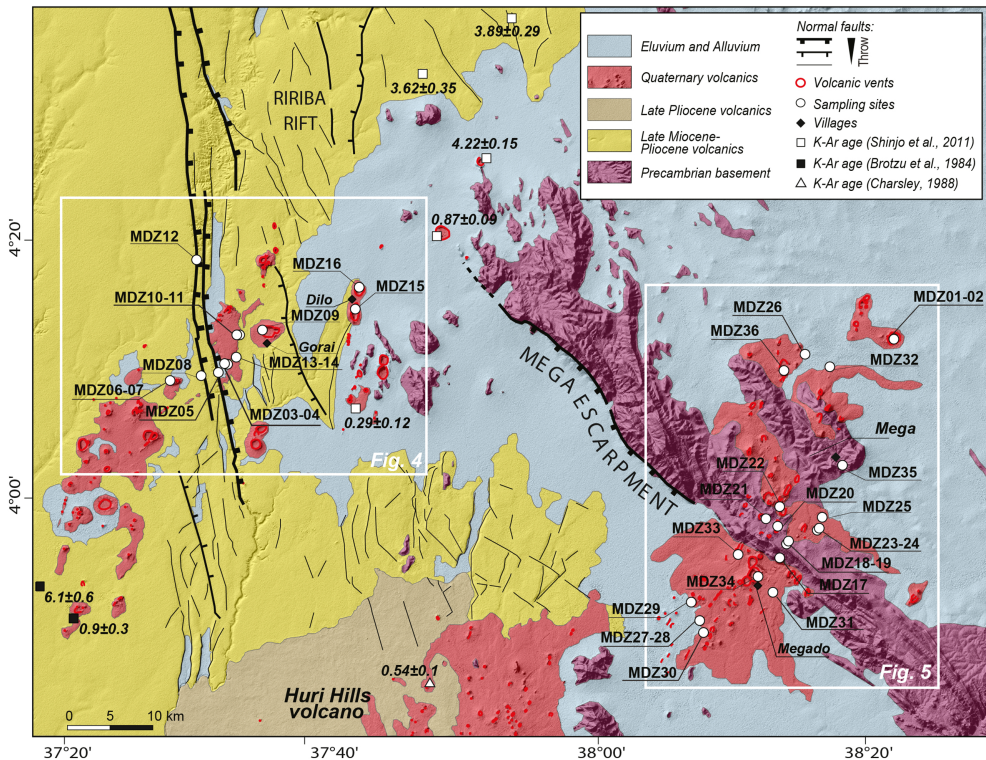 3.89±0.29
3.62±0.35
RIRIBA
RIFT
4.22±0.15
0.87±0.09
Eluvium and Alluvium
Quaternary volcanics
Late Pliocene volcanics
Late Miocene-
Pliocene volcanics
Precambrian basement
Normal faults:
Throw
Volcanic vents
Sampling sites
Villages
K-Ar age (Shinjo et al., 2011)
K-Ar age (Brotzu et al., 1984)
K-Ar age (Charsley, 1988)
4°20'
4°00'
MDZ12
MDZ16
MDZ10-11
Dilo
MDZ15
MDZ09
Gorai
MDZ08
MDZ13-14
MDZ06-07
MDZ05
MDZ03-04
0.29±0.12
Fig. 4
MEGA ESCARPMENT
MDZ26
MDZ01-02
MDZ36
MDZ32
Mega
MDZ22
MDZ35
MDZ21
MDZ20
MDZ25
MDZ33
MDZ23-24
MDZ18-19
MDZ34
MDZ17
MDZ29
MDZ31
MDZ27-28
Megado
MDZ30
Fig. 5
6.1±0.6
0.9±0.3
0.54±0.1
Huri Hills
volcano
0 5 10 km
37°20' 37°40' 38°00' 38°20'